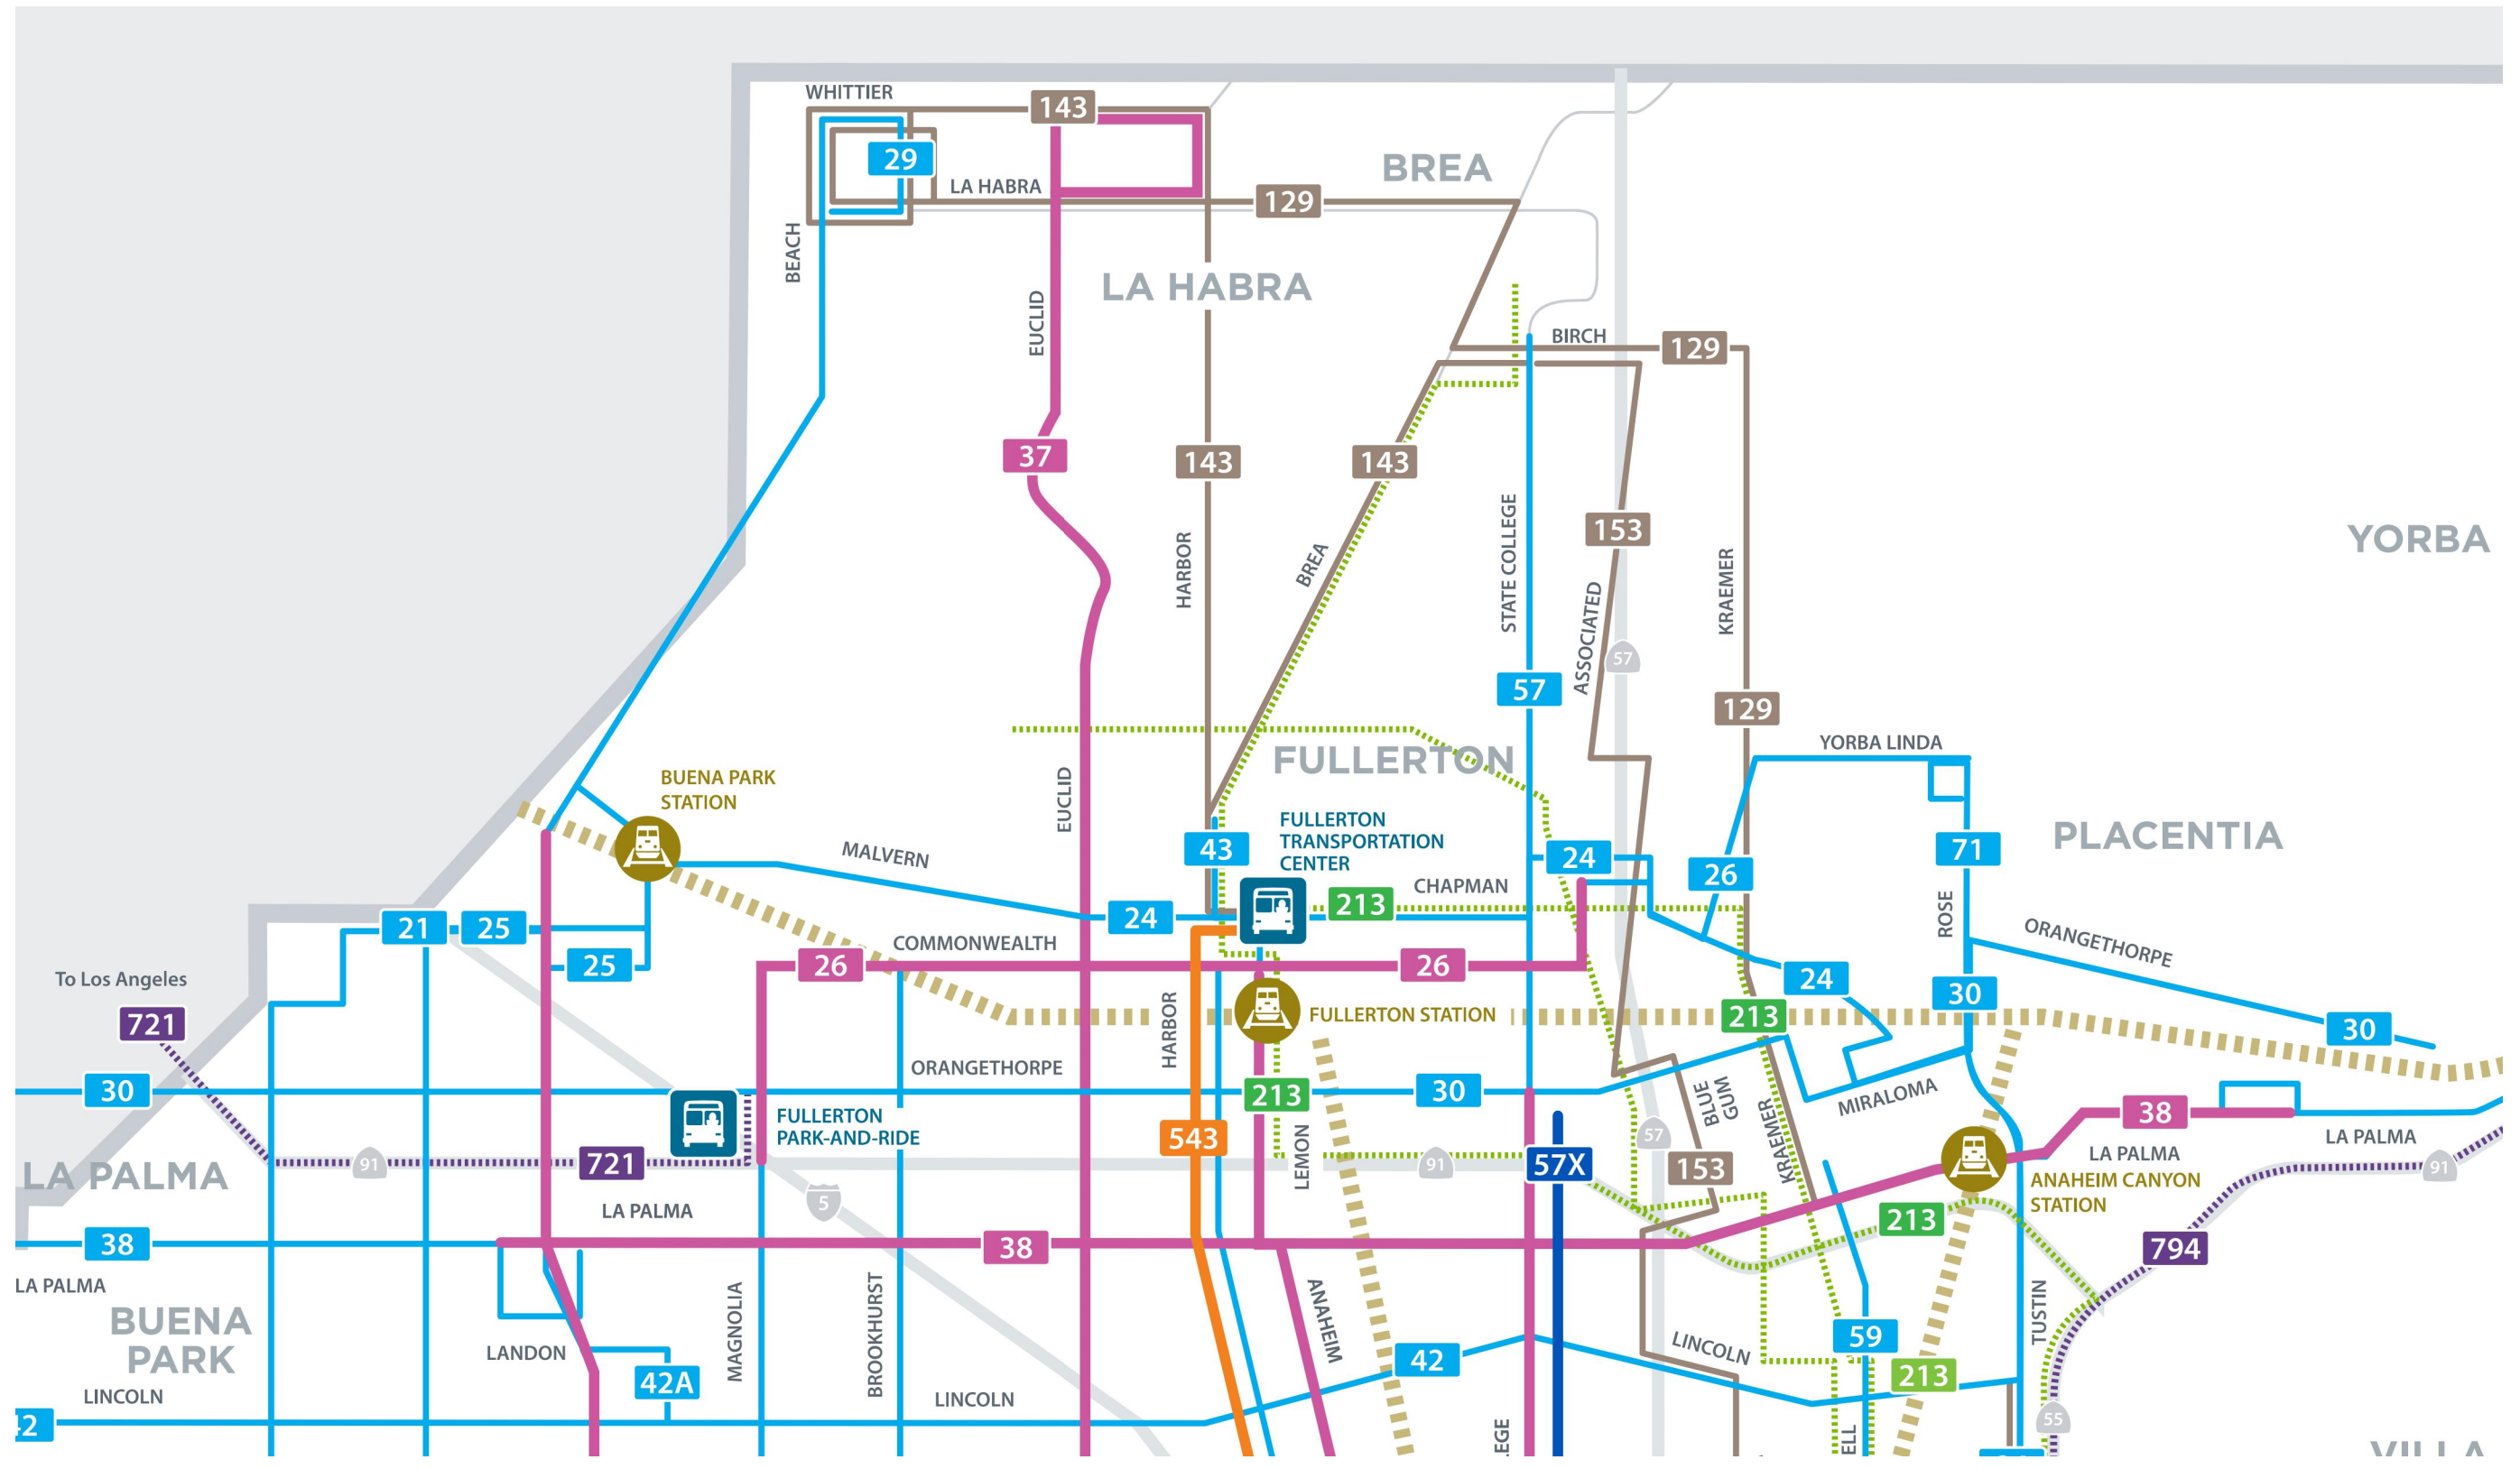 WHITTIER
143
29
LA HABRA
129
BREA
BEACH
EUCLID
LA HABRA
BIRCH
129
37
143
143
HARBOR
BREA
STATE COLLEGE
153
ASSOCIATED
57
KRAEMER
YORBA
57
129
YORBA LINDA
BUENA PARK
STATION
FULLERTON
EUCLID
MALVERN
43
FULLERTON
TRANSPORTATION
CENTER
24
26
71
PLACENTIA
CHAPMAN
213
24
21
25
ROSE
ORANGETHORPE
COMMONWEALTH
25
26
26
24
30
To Los Angeles
721
HARBOR
FULLERTON STATION
213
30
ORANGETHORPE
30
213
30
BLUE
GUM
KRAEMER
MIRALOMA
38
FULLERTON
PARK-AND-RIDE
543
LEMON
57
LA PALMA
LA PALMA
91
721
91
57X
153
LA PALMA
91
LA PALMA
5
ANAHEIM CANYON
STATION
213
38
38
794
LA PALMA
BUENA
PARK
LANDON
MAGNOLIA
BROOKHURST
ANAHEIM
42
LINCOLN
59
TUSTIN
42A
213
LINCOLN
LINCOLN
55